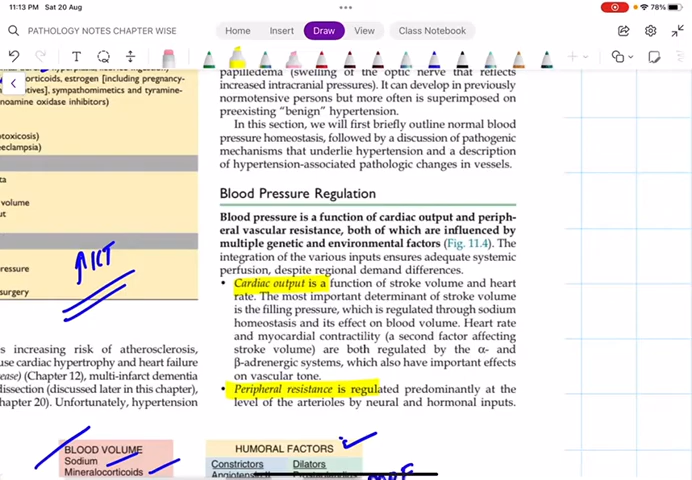 11:13 PM Sat 20 Aug
78%
PATHOLOGY NOTES CHAPTER WISE
Home Insert Draw View Class Notebook
corticoids, estrogen [including pregnancy-
atives], sympathomimetics and tyramine-
noamine oxidase inhibitors)
otoxicosis)
eeclampsia)
ta
volume
ut
essure
surgery
↑ICT
s increasing risk of atherosclerosis,
use cardiac hypertrophy and heart failure
ease) (Chapter 12), multi-infarct dementia
dissection (discussed later in this chapter),
hapter 20). Unfortunately, hypertension
papilledema (swelling of the optic nerve that reflects
increased intracranial pressures). It can develop in previously
normotensive persons but more often is superimposed on
preexisting “benign” hypertension.
In this section, we will first briefly outline normal blood
pressure homeostasis, followed by a discussion of pathogenic
mechanisms that underlie hypertension and a description
of hypertension-associated pathologic changes in vessels.
Blood Pressure Regulation
Blood pressure is a function of cardiac output and periph-
eral vascular resistance, both of which are influenced by
multiple genetic and environmental factors (Fig. 11.4). The
integration of the various inputs ensures adequate systemic
perfusion, despite regional demand differences.
• Cardiac output is a function of stroke volume and heart
rate. The most important determinant of stroke volume
is the filling pressure, which is regulated through sodium
homeostasis and its effect on blood volume. Heart rate
and myocardial contractility (a second factor affecting
stroke volume) are both regulated by the α- and
β-adrenergic systems, which also have important effects
on vascular tone.
• Peripheral resistance is regulated predominantly at the
level of the arterioles by neural and hormonal inputs.
BLOOD VOLUME
Sodium
Mineralocorticoids
HUMORAL FACTORS
Constrictors Dilators